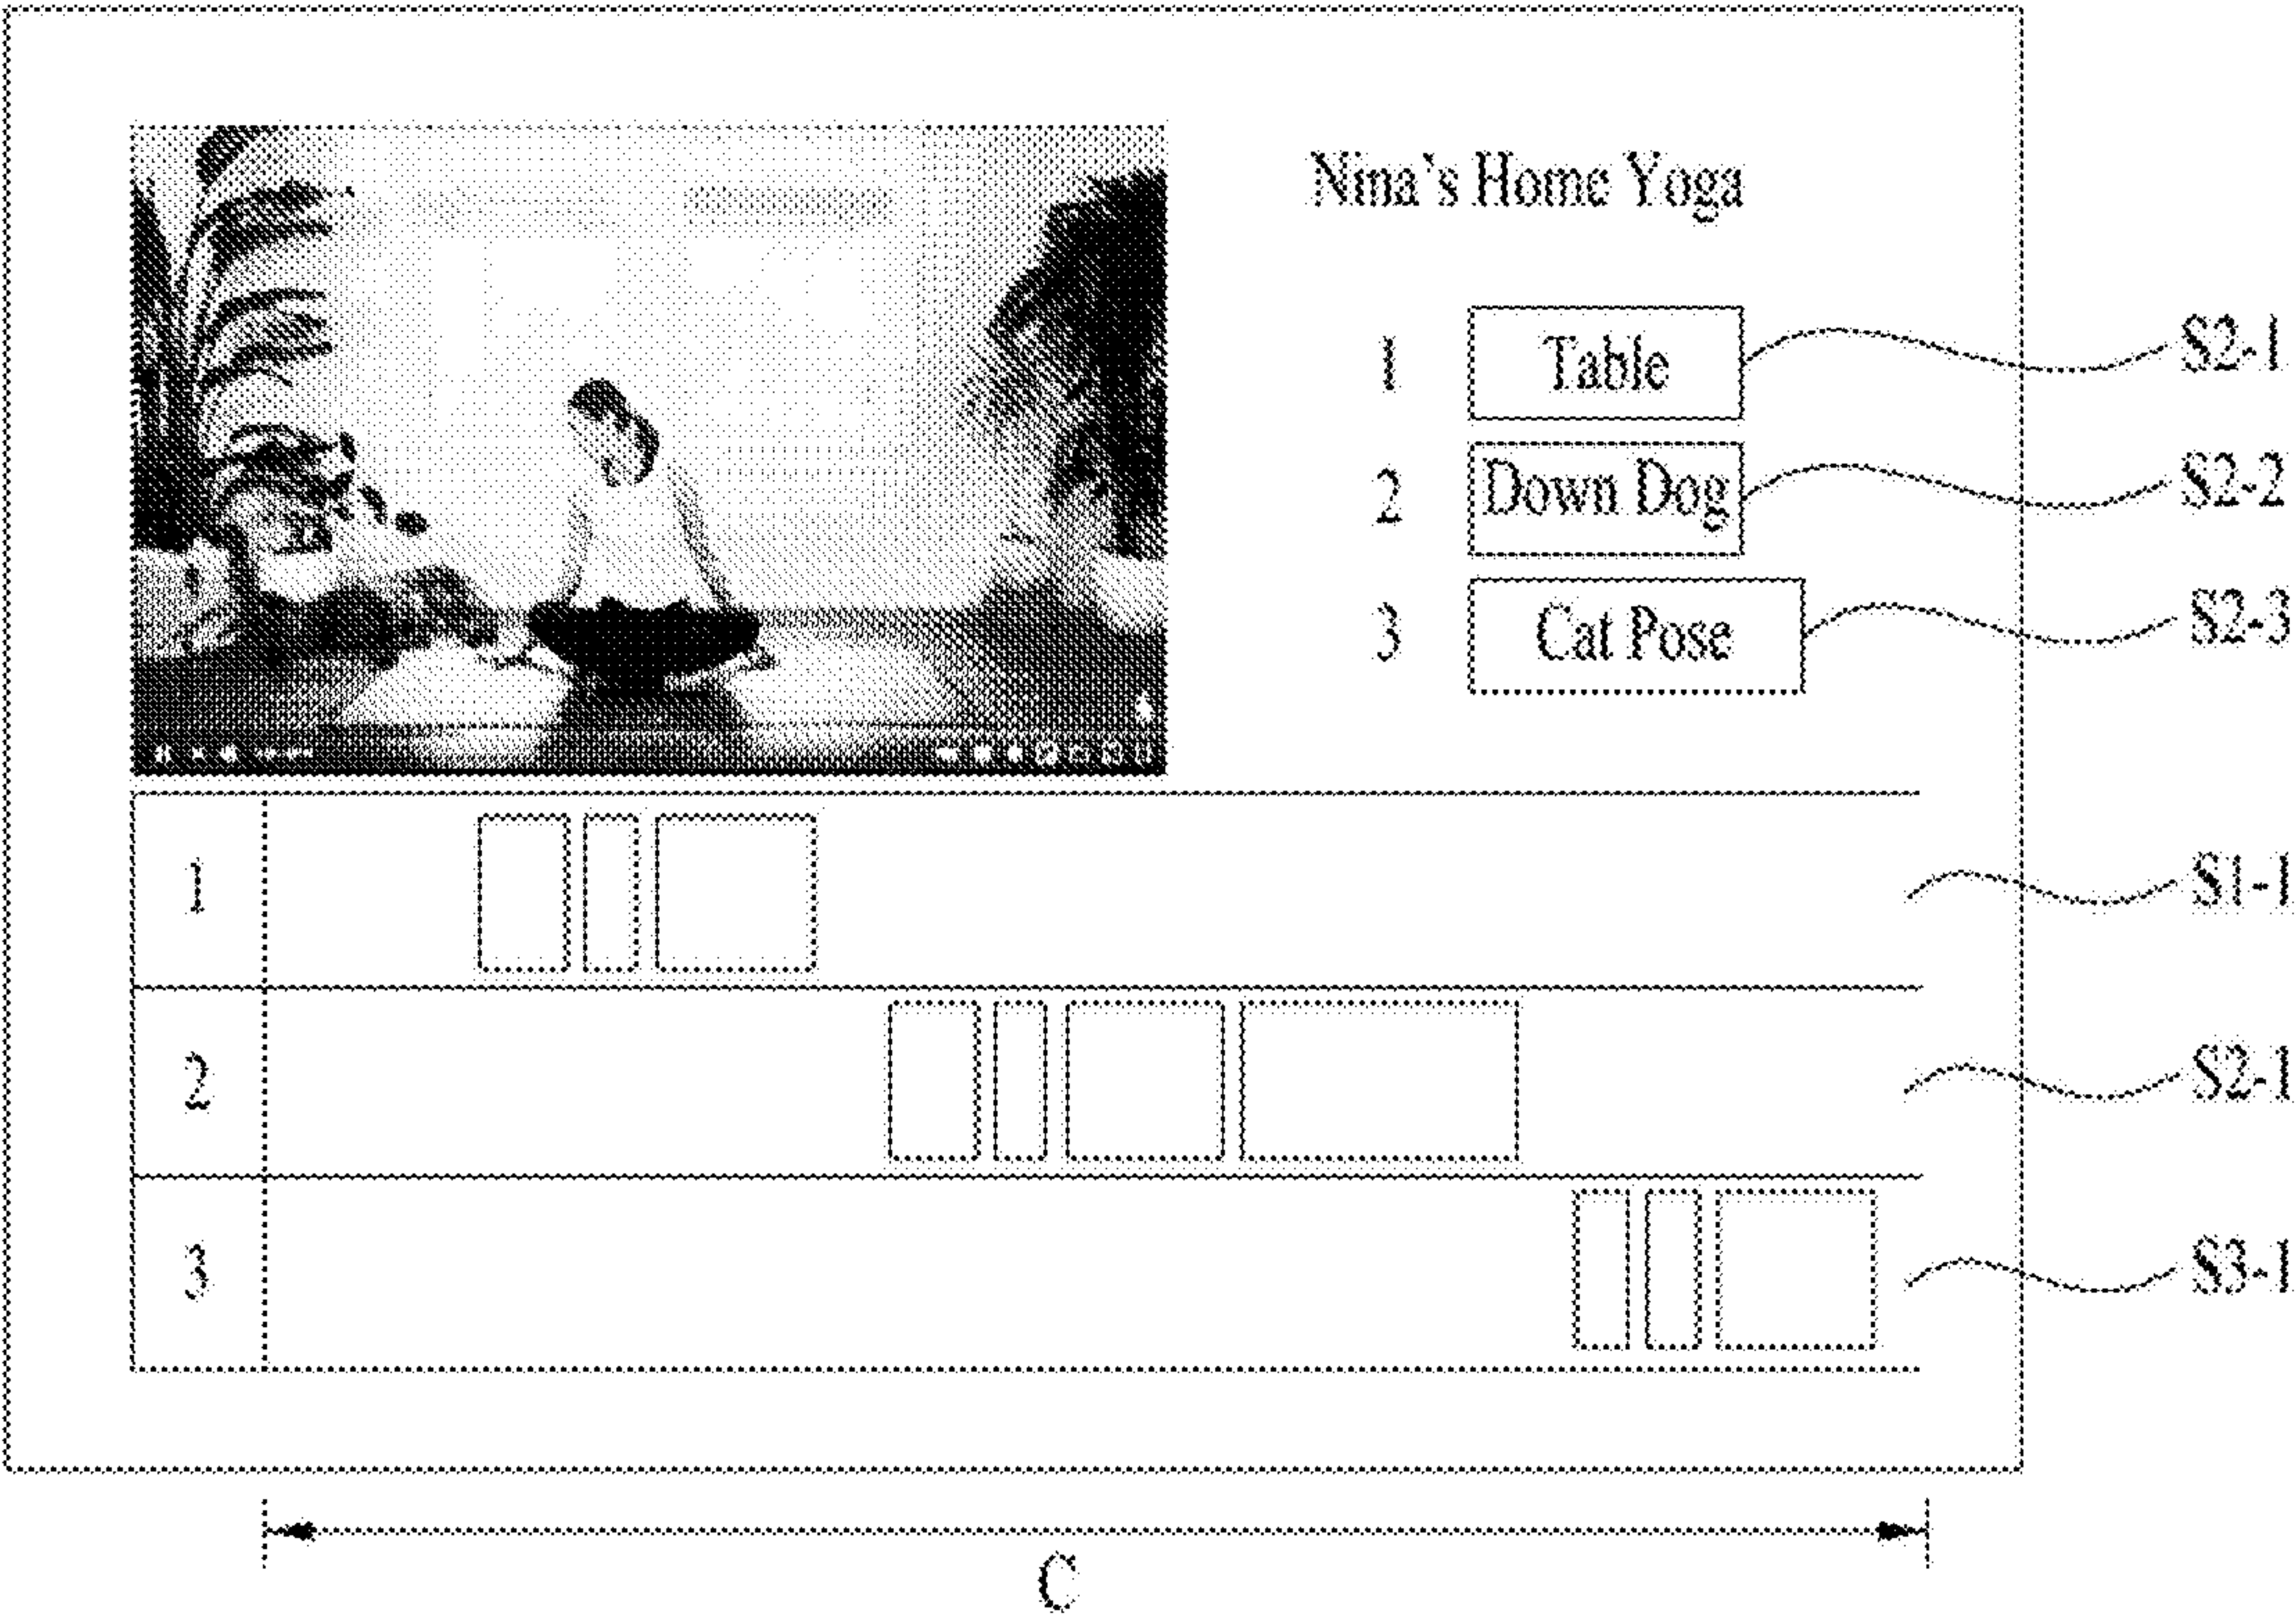 Nina's Home Yoga
1 Table S2-1
2 Down Dog S2-2
3 Cat Pose S2-3
1 S1-1
2 S2-1
3 S3-1
C